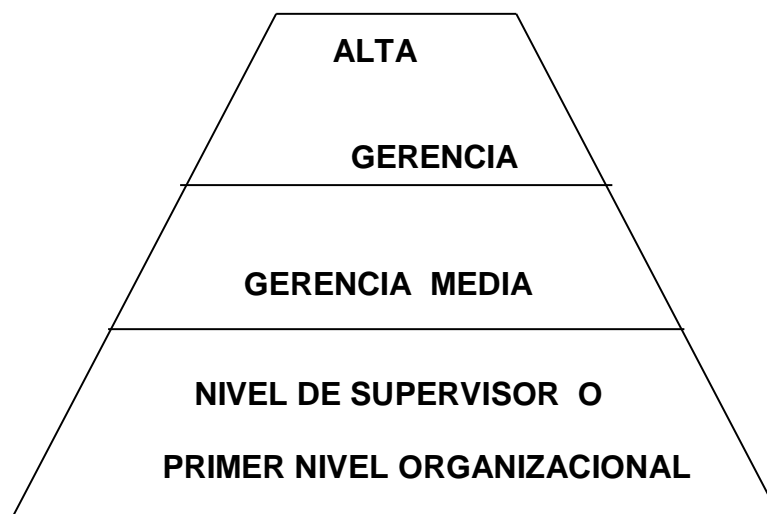 ALTA
GERENCIA
GERENCIA MEDIA
NIVEL DE SUPERVISOR O
PRIMER NIVEL ORGANIZACIONAL